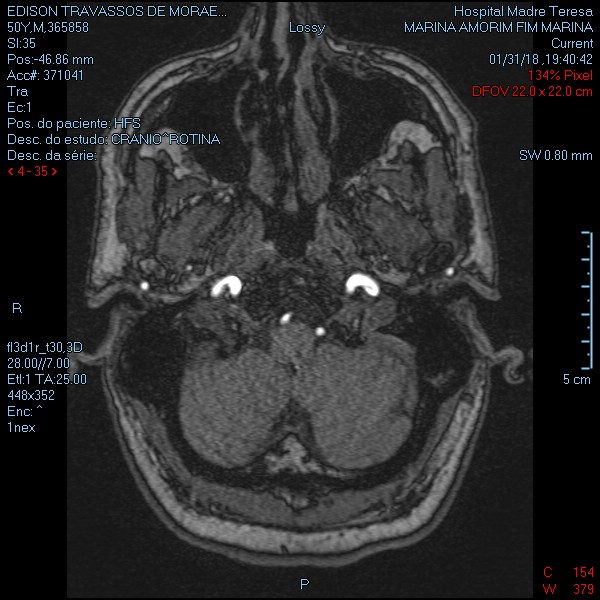 EDISON TRAVASSOS DE MORAE...
50Y,M,365858
Sl:35
Pos:-46.86 mm
Acc#: 371041
Tra
Ec:1
Pos. do paciente: HFS
Desc. do estudo: CRANIO^ROTINA
Desc. da série:
< 4 - 35 >
Lossy
Hospital Madre Teresa
MARINA AMORIM FIM MARINA
Current
01/31/18 ,19:40:42
134% Pixel
DFOV 22.0 x 22.0 cm
SW 0.80 mm
R
fl3d1r_t30,3D
28.00//7.00
Etl:1 TA:25.00
448x352
Enc: ^
1nex
5 cm
P
C 154
W 379